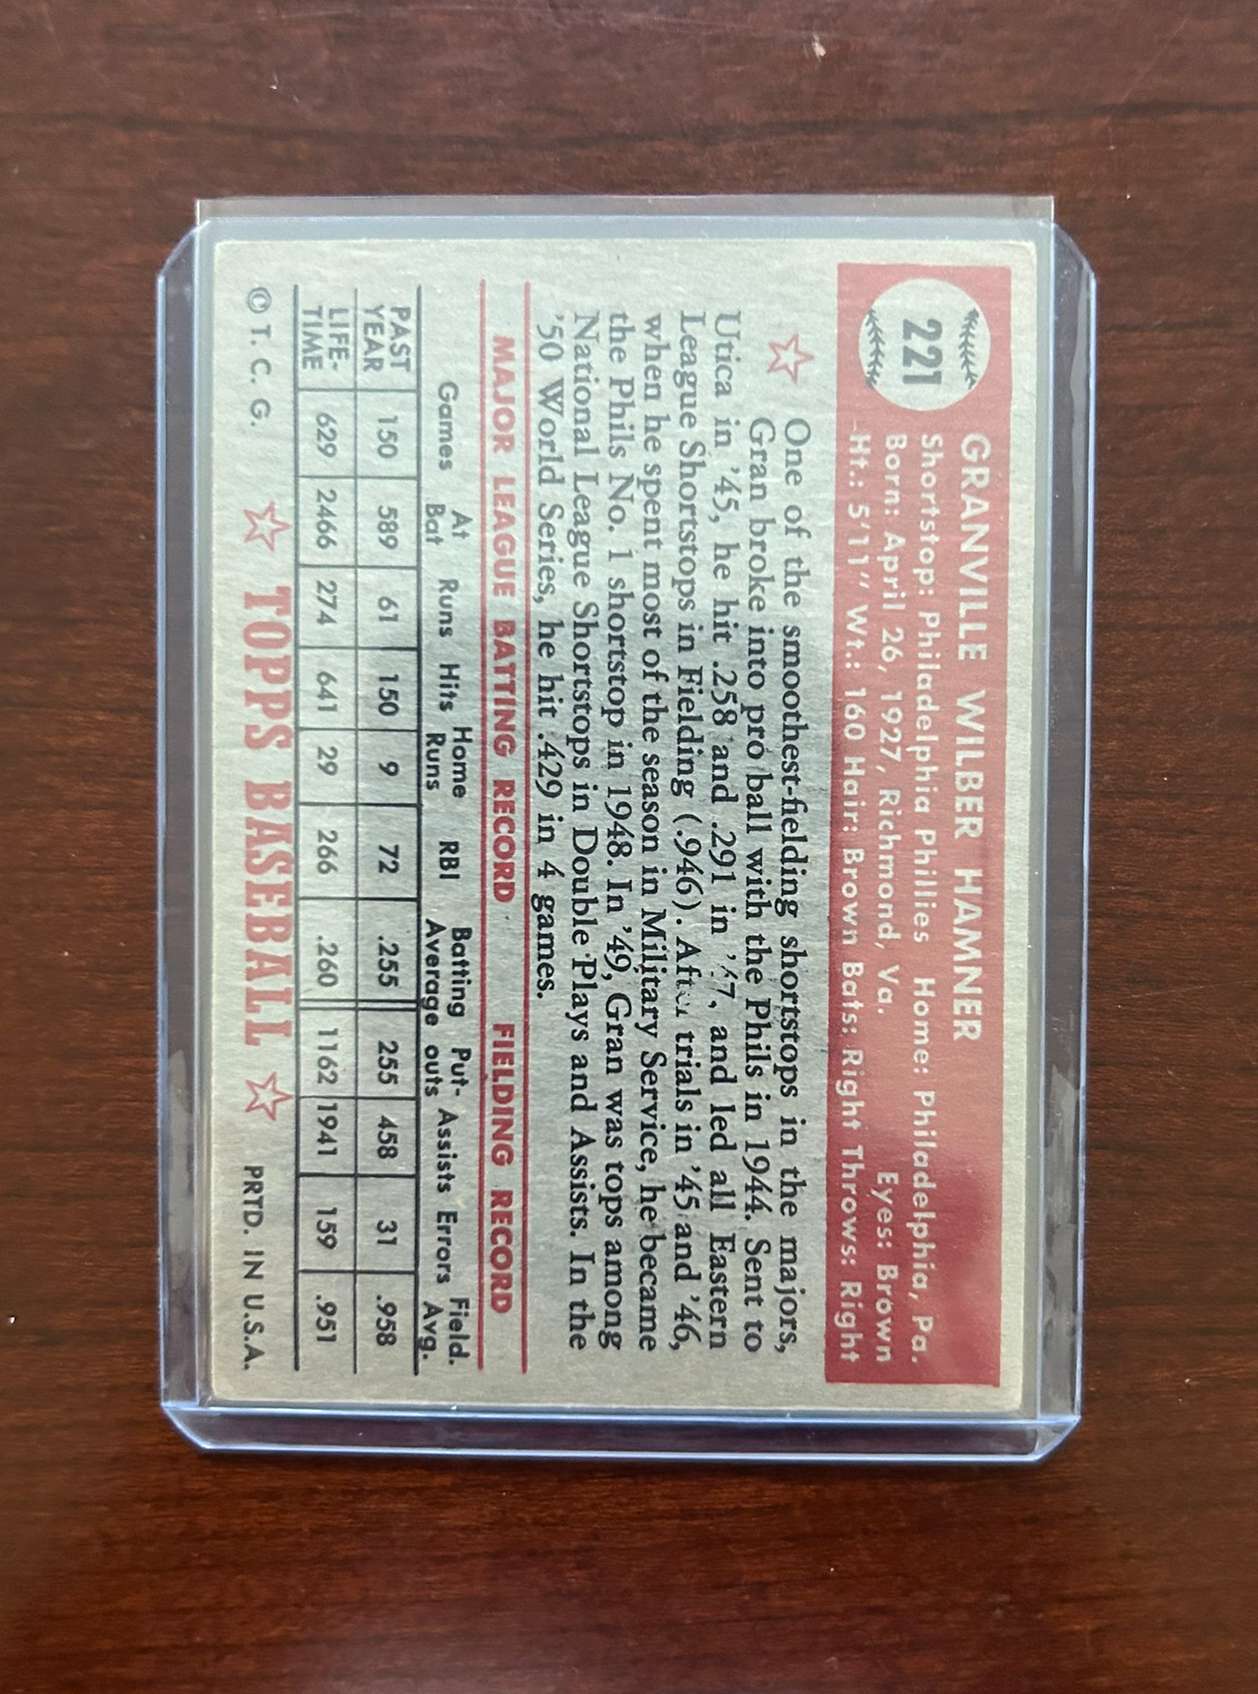 221
GRANVILLE WILBER HAMNER
Shortstop: Philadelphia Phillies Home: Philadelphia, Pa.
Born: April 26, 1927, Richmond, Va. Eyes: Brown
Ht.: 5'11" Wt.: 160 Hair: Brown Bats: Right Throws: Right
One of the smoothest-fielding shortstops in the majors,
Gran broke into pro ball with the Phils in 1944. Sent to
Utica in '45, he hit .258 and .291 in '47, and led all Eastern
League Shortstops in Fielding (.946). After trials in '45 and '46,
when he spent most of the season in Military Service, he became
the Phils No. 1 shortstop in 1948. In '49, Gran was tops among
National League Shortstops in Double Plays and Assists. In the
'50 World Series, he hit .429 in 4 games.
MAJOR LEAGUE BATTING RECORD FIELDING RECORD
Games At Bat Runs Hits Home Runs RBI Batting Average Put-outs Assists Errors Field. Avg.
PAST YEAR 150 589 61 150 9 72 .255 255 458 31 .958
LIFE-TIME 629 2466 274 641 29 266 .260 1162 1941 159 .951
© T. C. G. TOPPS BASEBALL PRTD. IN U.S.A.